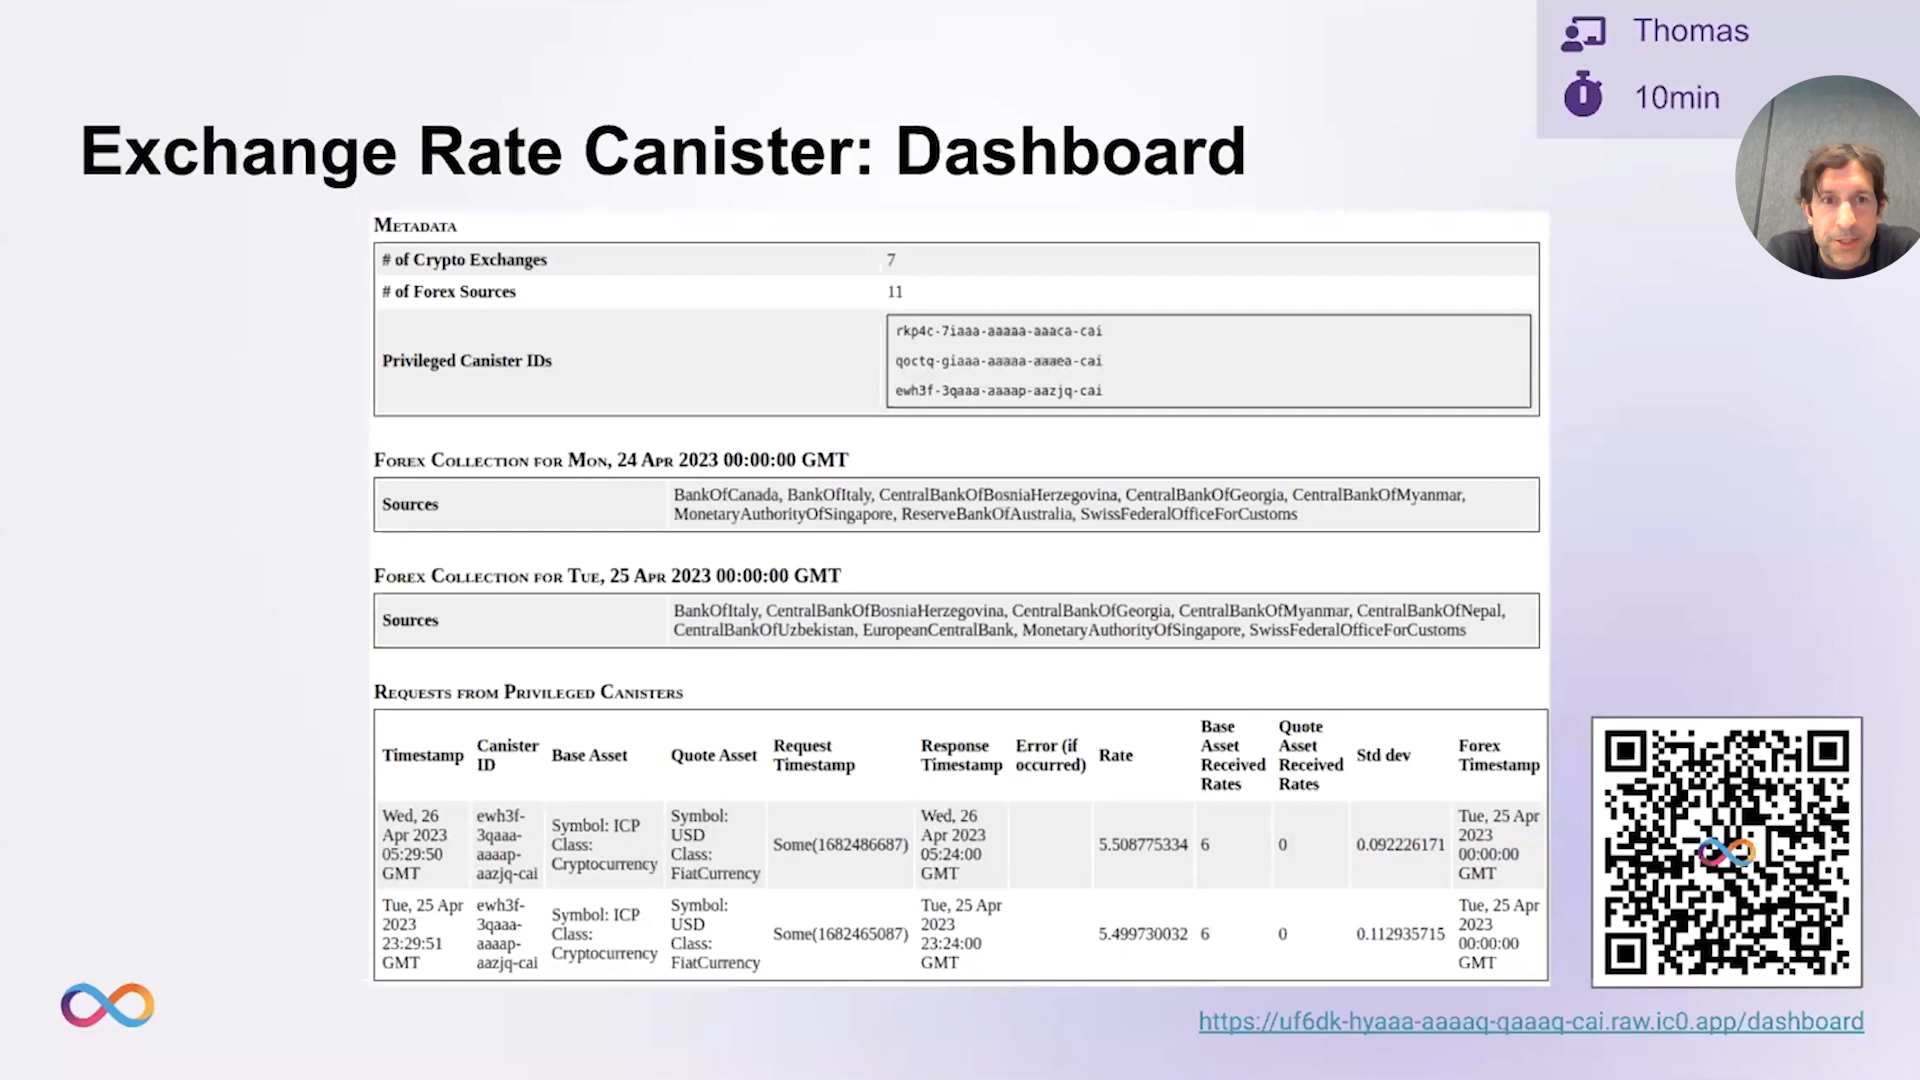 Thomas
10min
Exchange Rate Canister: Dashboard
METADATA
# of Crypto Exchanges 7
# of Forex Sources 11
Privileged Canister IDs
rkp4c-7iaaa-aaaaa-aaaca-cai
qoctq-giaaa-aaaaa-aaaea-cai
ewh3f-3qaaa-aaaap-aazjq-cai
FOREX COLLECTION FOR MON, 24 APR 2023 00:00:00 GMT
Sources
BankOfCanada, BankOfItaly, CentralBankOfBosniaHerzegovina, CentralBankOfGeorgia, CentralBankOfMyanmar,
MonetaryAuthorityOfSingapore, ReserveBankOfAustralia, SwissFederalOfficeForCustoms
FOREX COLLECTION FOR TUE, 25 APR 2023 00:00:00 GMT
Sources
BankOfItaly, CentralBankOfBosniaHerzegovina, CentralBankOfGeorgia, CentralBankOfMyanmar, CentralBankOfNepal,
CentralBankOfUzbekistan, EuropeanCentralBank, MonetaryAuthorityOfSingapore, SwissFederalOfficeForCustoms
REQUESTS FROM PRIVILEGED CANISTERS
Timestamp
Canister
ID
Base Asset
Quote Asset
Request
Timestamp
Response
Timestamp
Error (if
occurred)
Rate
Base
Asset
Received
Rates
Quote
Asset
Received
Rates
Std dev
Forex
Timestamp
Wed, 26
Apr 2023
05:29:50
GMT
ewh3f-
3qaaa-
aaaap-
aazjq-cai
Symbol: ICP
Class:
Cryptocurrency
Symbol:
USD
Class:
FiatCurrency
Some(1682486687)
Wed, 26
Apr 2023
05:24:00
GMT
5.508775334
6
0
0.092226171
Tue, 25 Apr
2023
00:00:00
GMT
Tue, 25 Apr
2023
23:29:51
GMT
ewh3f-
3qaaa-
aaaap-
aazjq-cai
Symbol: ICP
Class:
Cryptocurrency
Symbol:
USD
Class:
FiatCurrency
Some(1682465087)
Tue, 25 Apr
2023
23:24:00
GMT
5.499730032
6
0
0.112935715
Tue, 25 Apr
2023
00:00:00
GMT
https://uf6dk-hyaaa-aaaaq-qaaaq-cai.raw.ic0.app/dashboard